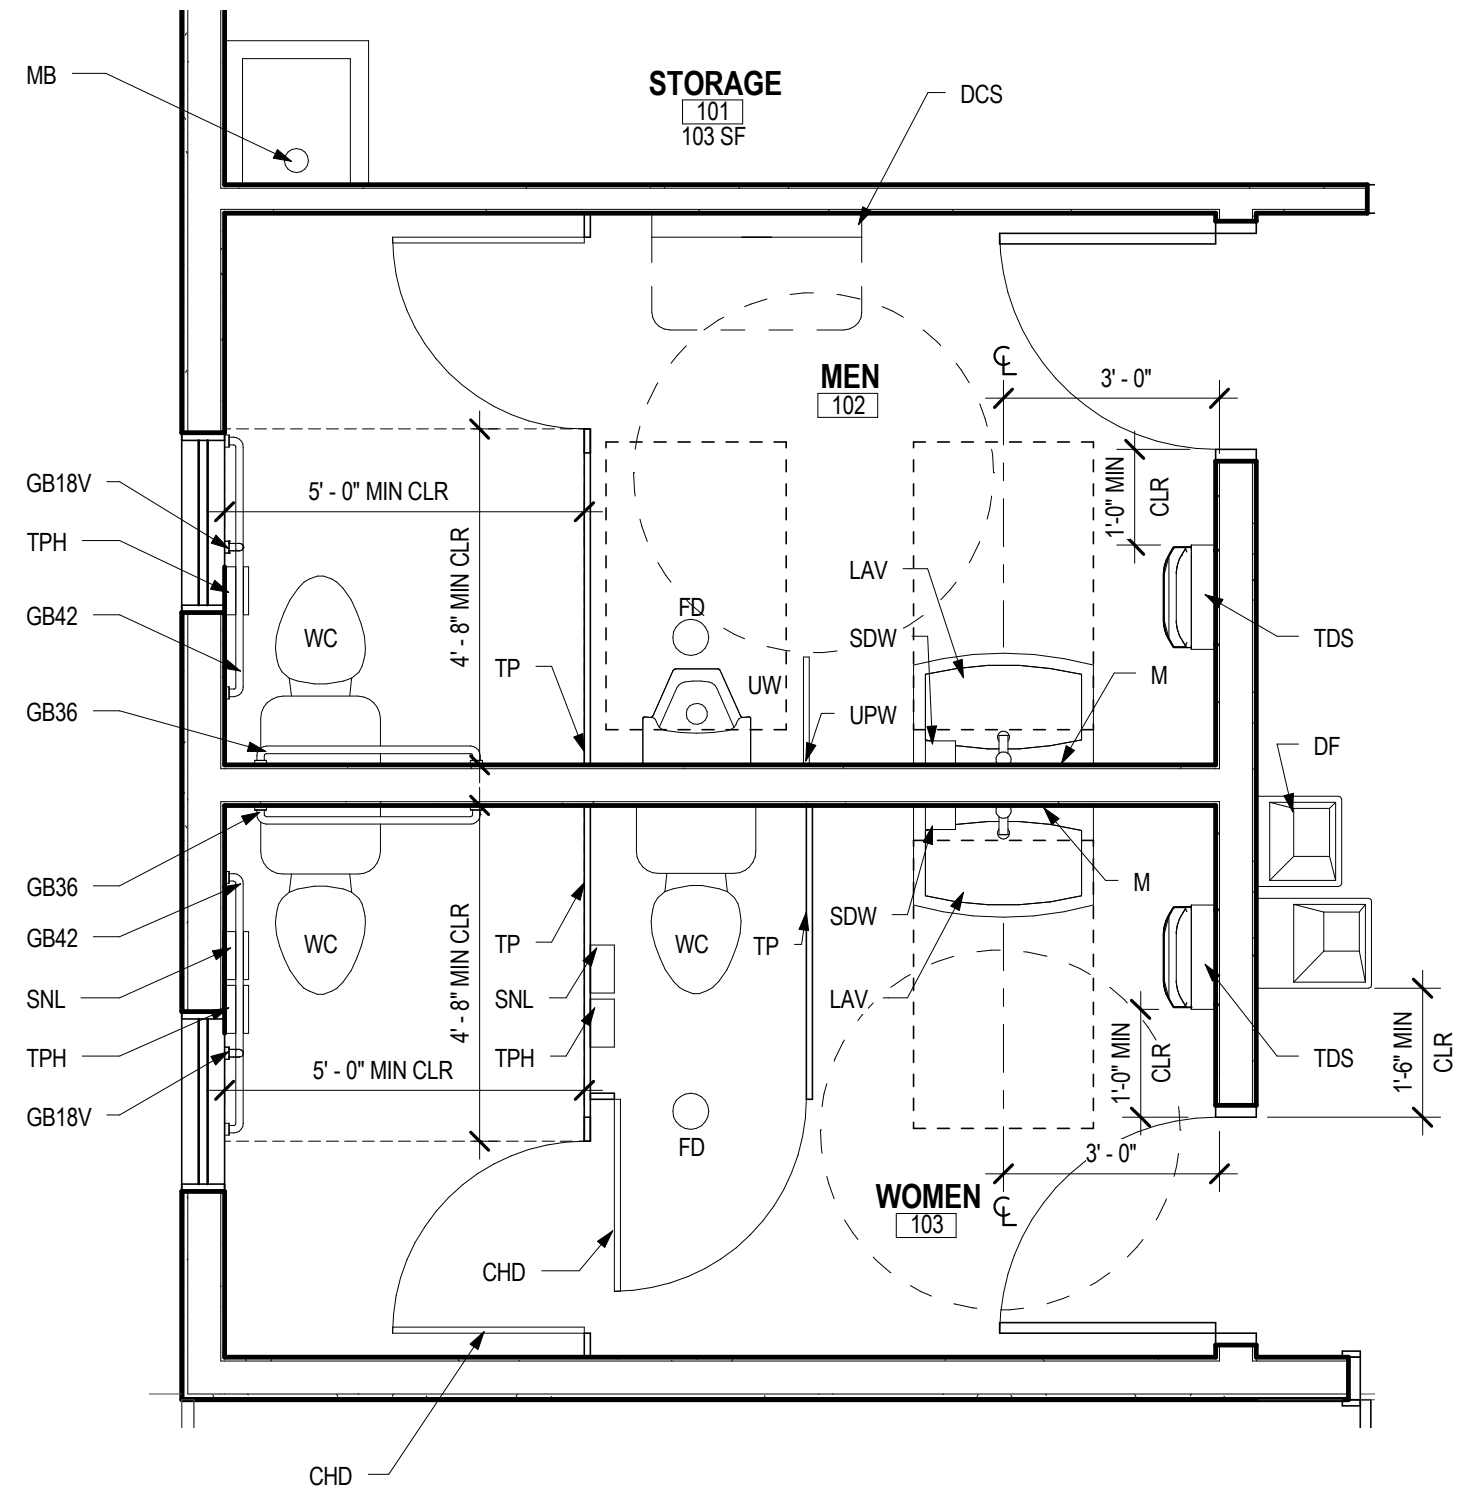 MB
STORAGE
101
103 SF
DCS
MEN
102
℄
3' - 0"
GB18V
5' - 0" MIN CLR
1'-0" MIN
CLR
TPH
4' - 8" MIN CLR
LAV
GB42
WC
FD
SDW
TDS
TP
UW
M
GB36
UPW
DF
GB36
M
GB42
WC
4' - 8" MIN CLR
TP
WC
TP
SDW
SNL
SNL
LAV
TPH
5' - 0" MIN CLR
TPH
1'-0" MIN
CLR
TDS
1'-6" MIN
CLR
GB18V
FD
3' - 0"
WOMEN
103
℄
CHD
CHD